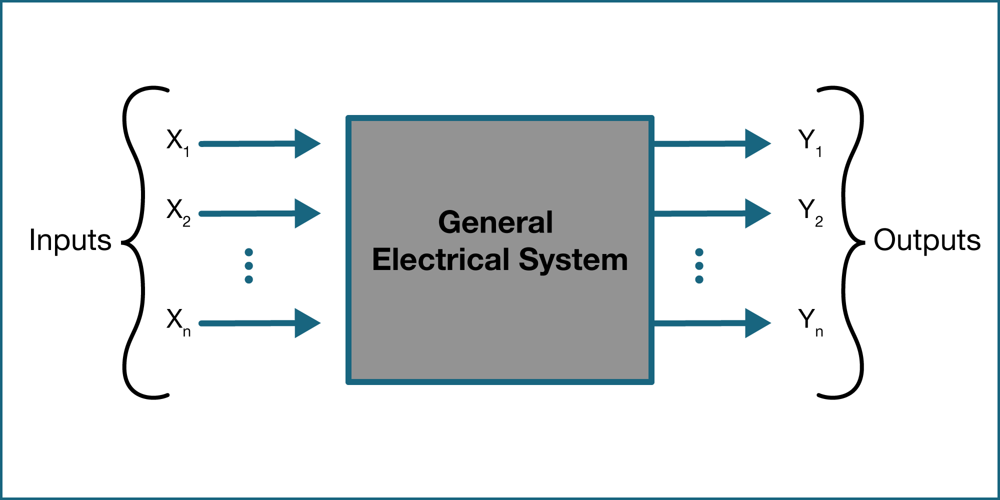 Inputs
X₁
X₂
Xₙ
General
Electrical System
Y₁
Y₂
Yₙ
Outputs